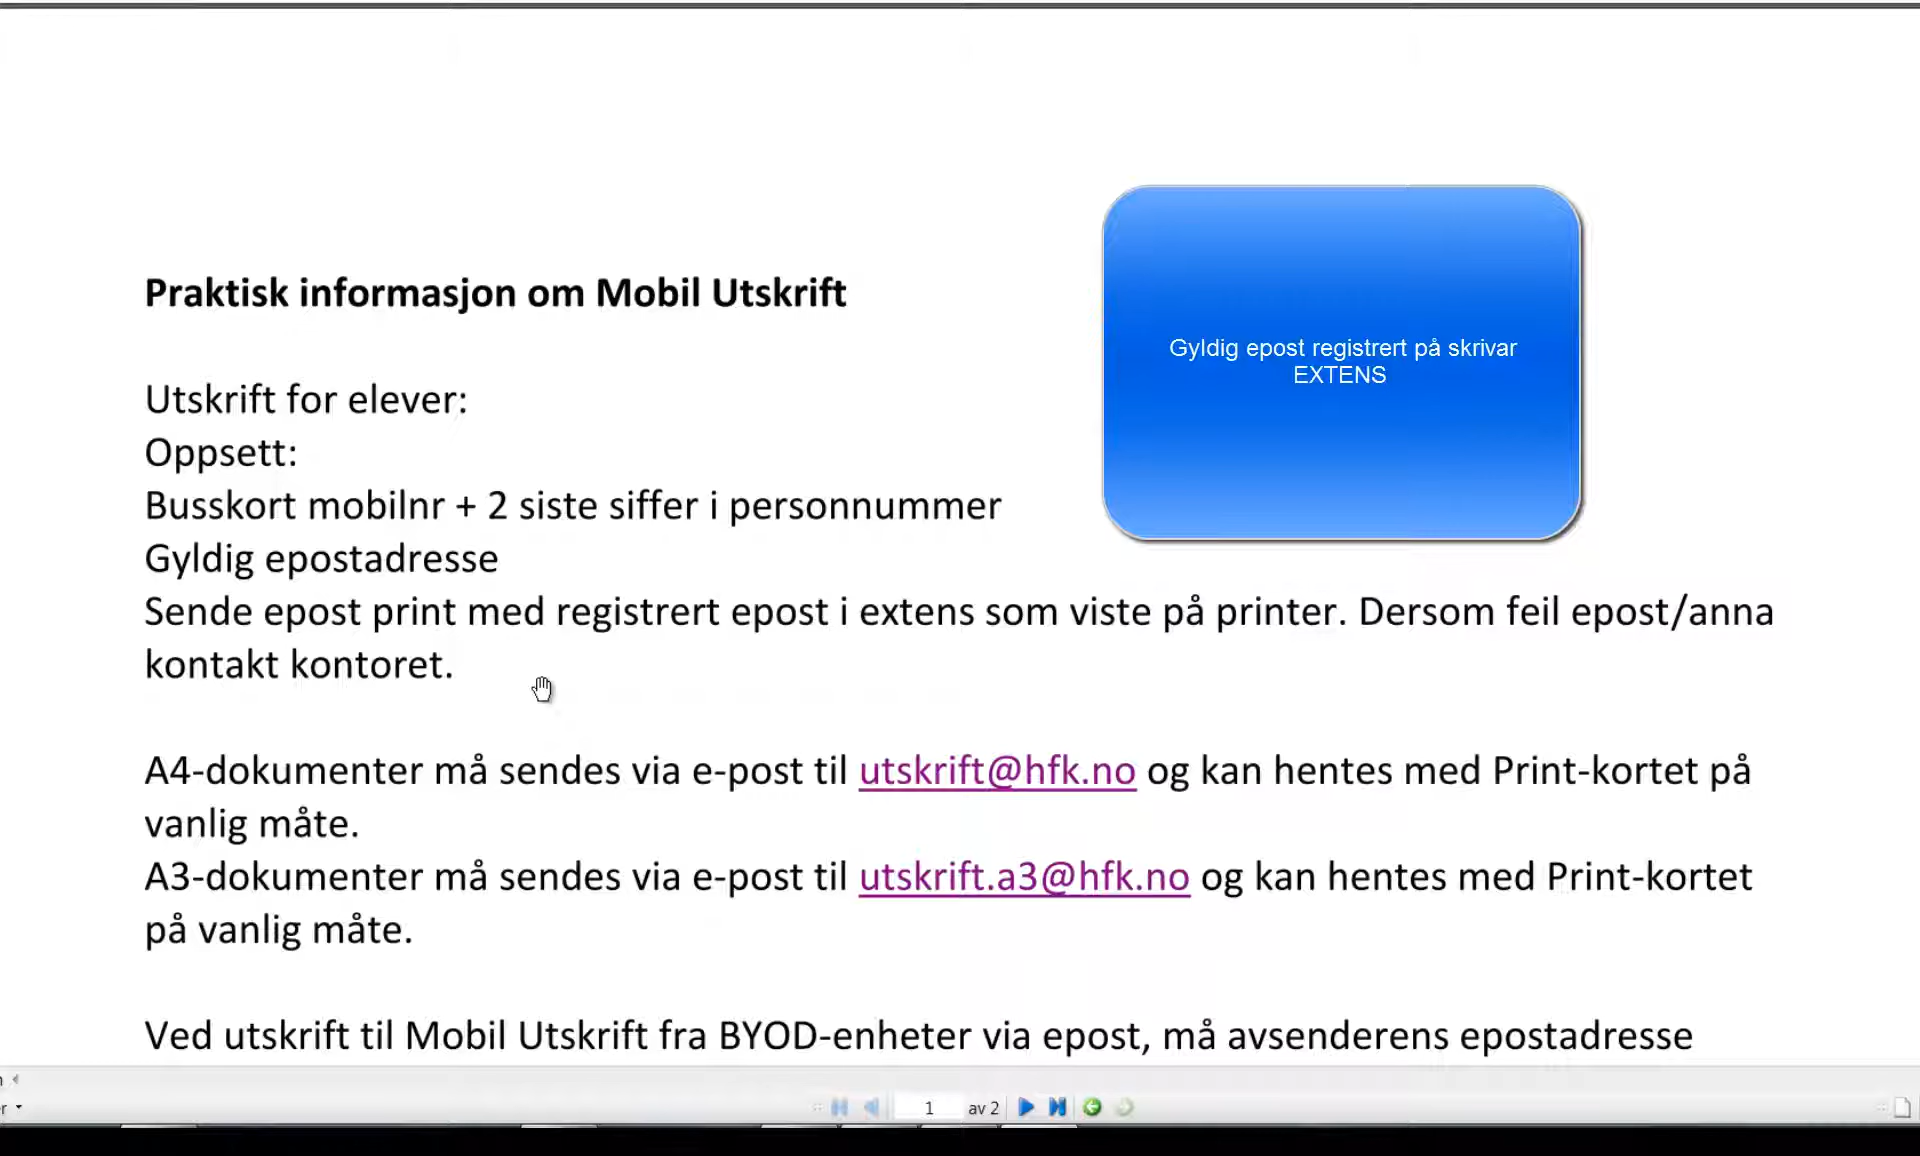 Praktisk informasjon om Mobil Utskrift
Gyldig epost registrert på skrivar
EXTENS
Utskrift for elever:
Oppsett:
Busskort mobilnr + 2 siste siffer i personnummer
Gyldig epostadresse
Sende epost print med registrert epost i extens som viste på printer. Dersom feil epost/anna
kontakt kontoret.
A4-dokumenter må sendes via e-post til utskrift@hfk.no og kan hentes med Print-kortet på
vanlig måte.
A3-dokumenter må sendes via e-post til utskrift.a3@hfk.no og kan hentes med Print-kortet
på vanlig måte.
Ved utskrift til Mobil Utskrift fra BYOD-enheter via epost, må avsenderens epostadresse
1 av 2